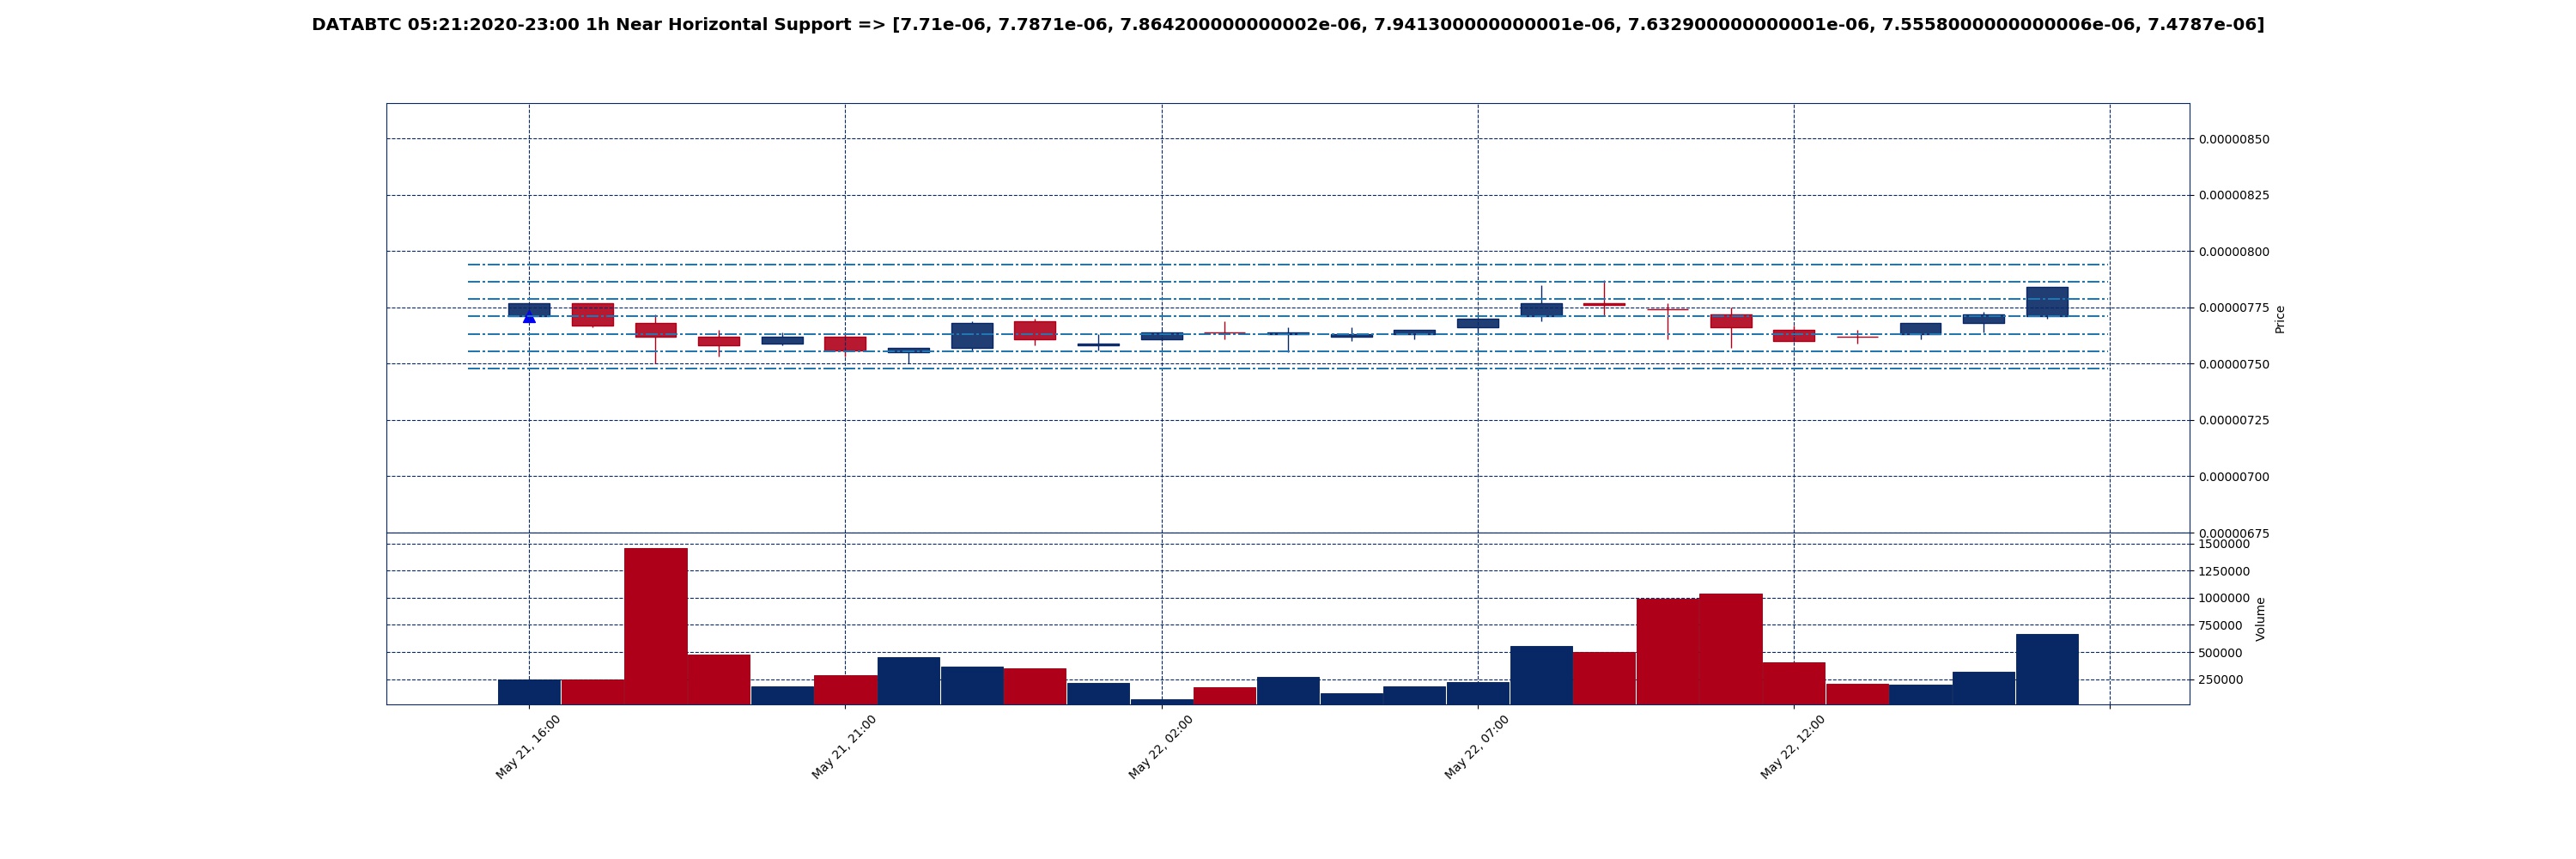 DATABTC 05:21:2020-23:00 1h Near Horizontal Support => [7.71e-06, 7.7871e-06, 7.864200000000002e-06, 7.941300000000001e-06, 7.632900000000001e-06, 7.5558000000000006e-06, 7.4787e-06]
0.00000850
0.00000825
0.00000800
0.00000775
Price
0.00000750
0.00000725
0.00000700
0.00000675
1500000
1250000
1000000
750000
Volume
500000
250000
May 21, 16:00
May 21, 21:00
May 22, 02:00
May 22, 07:00
May 22, 12:00